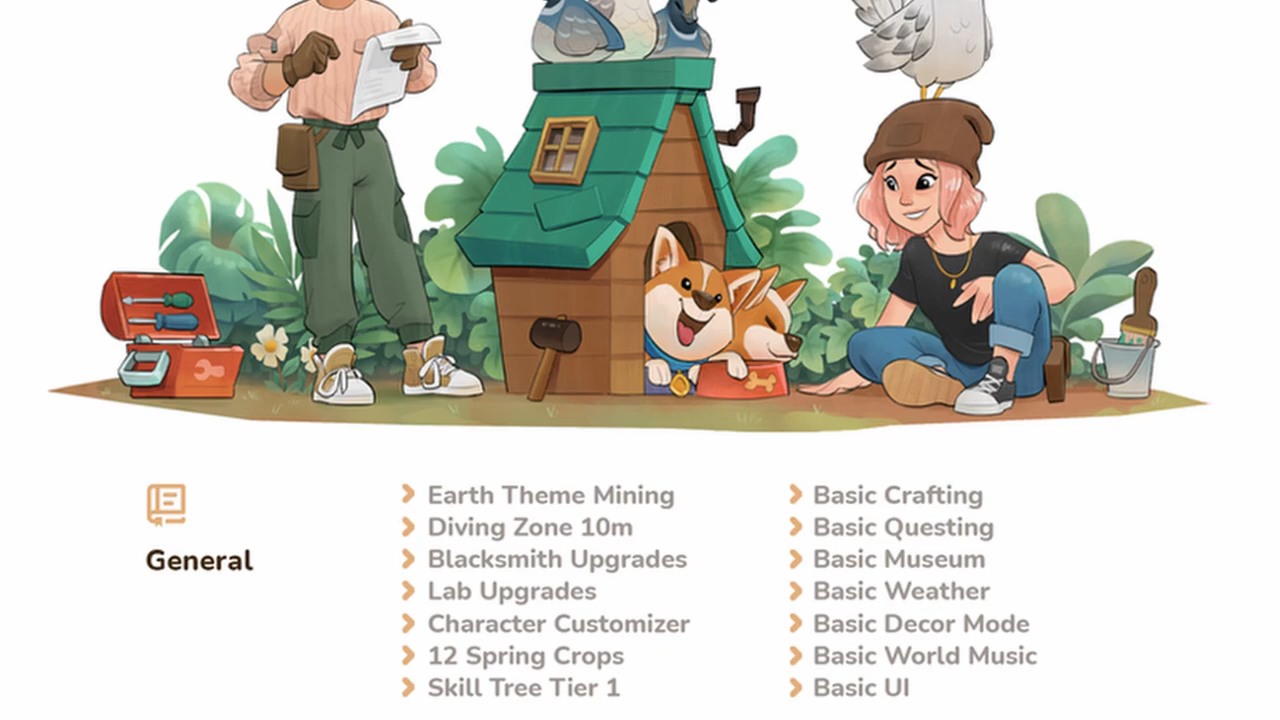 General
Earth Theme Mining
Diving Zone 10m
Blacksmith Upgrades
Lab Upgrades
Character Customizer
12 Spring Crops
Skill Tree Tier 1
Basic Crafting
Basic Questing
Basic Museum
Basic Weather
Basic Decor Mode
Basic World Music
Basic UI